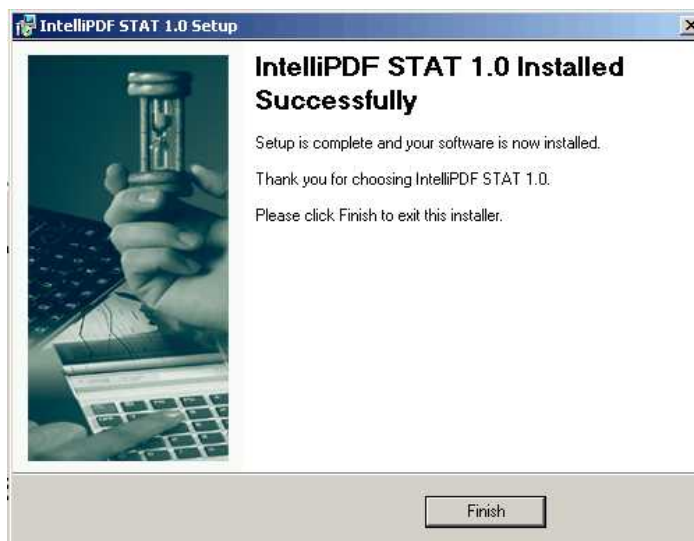 IntelliPDF STAT 1.0 Setup
IntelliPDF STAT 1.0 Installed
Successfully
Setup is complete and your software is now installed.
Thank you for choosing IntelliPDF STAT 1.0.
Please click Finish to exit this installer.
Finish